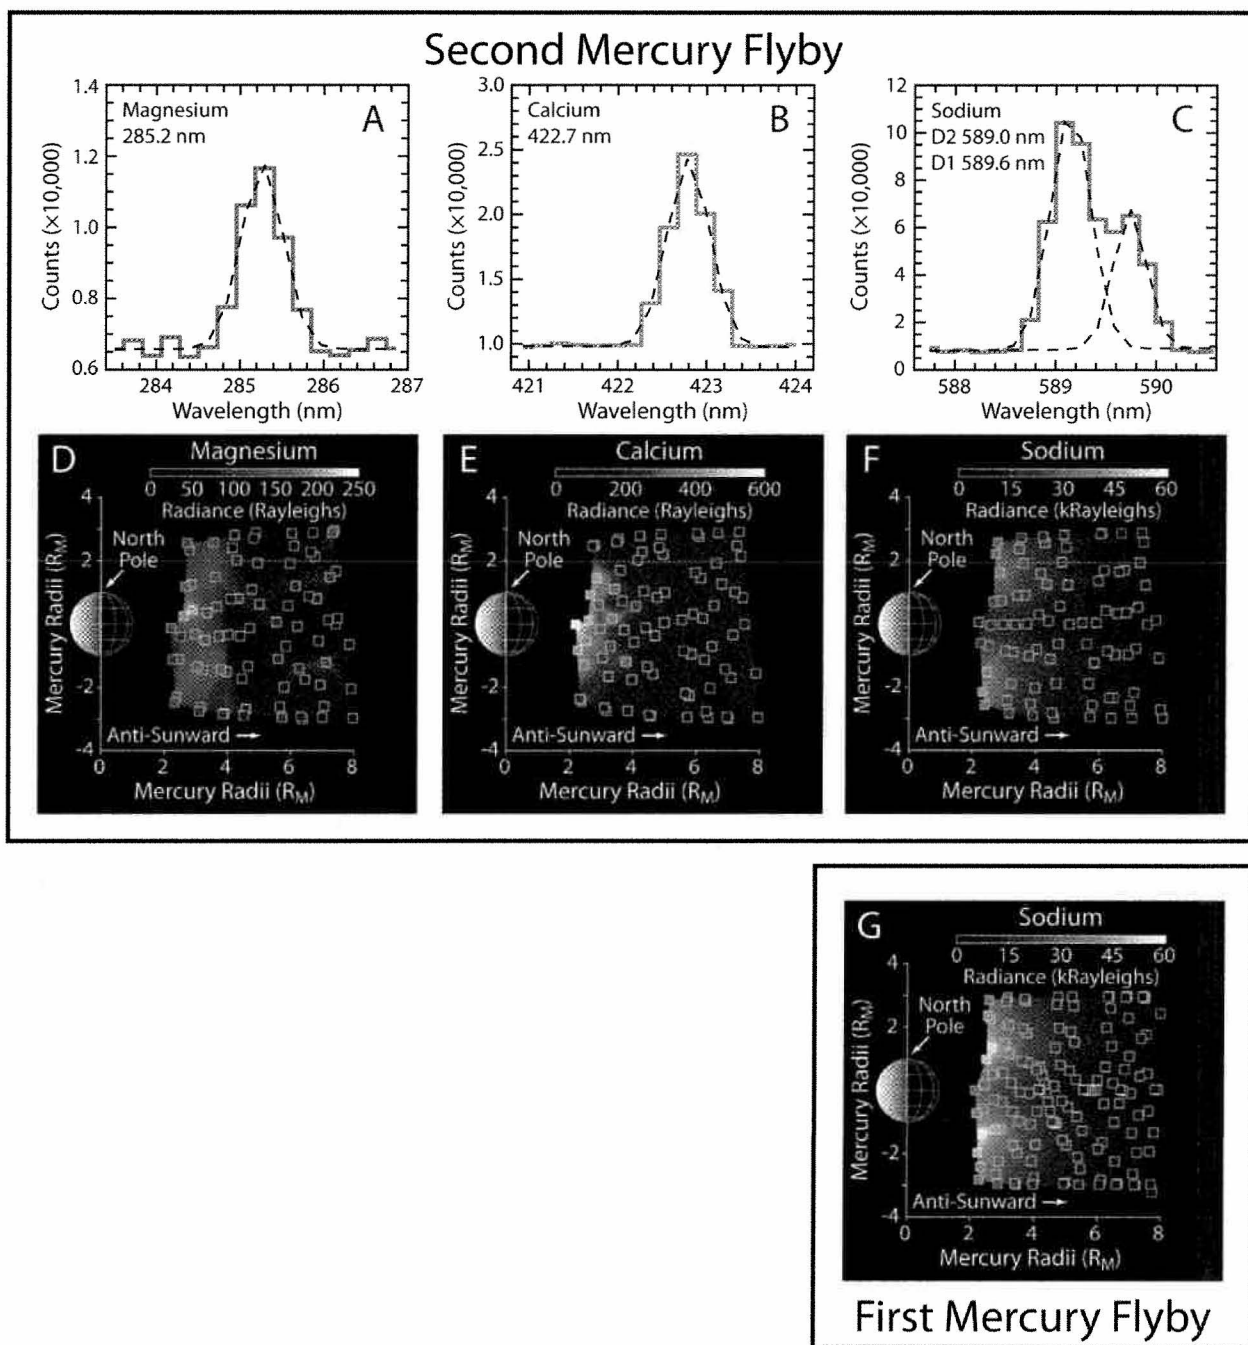 Second Mercury Flyby
Magnesium
285.2 nm
A
Counts (×10,000)
1.4
1.2
1.0
0.8
0.6
284
285
286
287
Wavelength (nm)
Calcium
422.7 nm
B
Counts (×10,000)
3.0
2.5
2.0
1.5
1.0
421
422
423
424
Wavelength (nm)
Sodium
D2 589.0 nm
D1 589.6 nm
C
Counts (×10,000)
12
10
8
6
4
2
0
588
589
590
Wavelength (nm)
D
Magnesium
0 50 100 150 200 250
Radiance (Rayleighs)
North
Pole
Mercury Radii (RM)
4
2
-2
-4
Anti-Sunward →
0 2 4 6 8
Mercury Radii (RM)
E
Calcium
0 200 400 600
Radiance (Rayleighs)
North
Pole
Mercury Radii (RM)
4
2
-2
-4
Anti-Sunward →
0 2 4 6 8
Mercury Radii (RM)
F
Sodium
0 15 30 45 60
Radiance (kRayleighs)
North
Pole
Mercury Radii (RM)
4
2
-2
-4
Anti-Sunward →
0 2 4 6 8
Mercury Radii (RM)
G
Sodium
0 15 30 45 60
Radiance (kRayleighs)
North
Pole
Mercury Radii (RM)
4
2
-2
-4
Anti-Sunward →
0 2 4 6 8
Mercury Radii (RM)
First Mercury Flyby